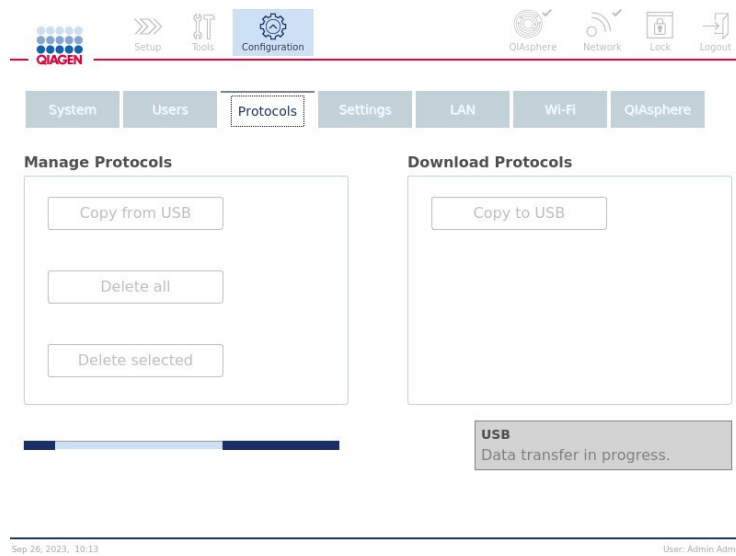 QIAGEN
Setup
Tools
Configuration
QIAsphere
Network
Lock
Logout
System
Users
Protocols
Settings
LAN
Wi-Fi
QIAsphere
Manage Protocols
Download Protocols
Copy from USB
Copy to USB
Delete all
Delete selected
USB
Data transfer in progress.
Sep 26, 2023, 10:13
User: Admin Adm